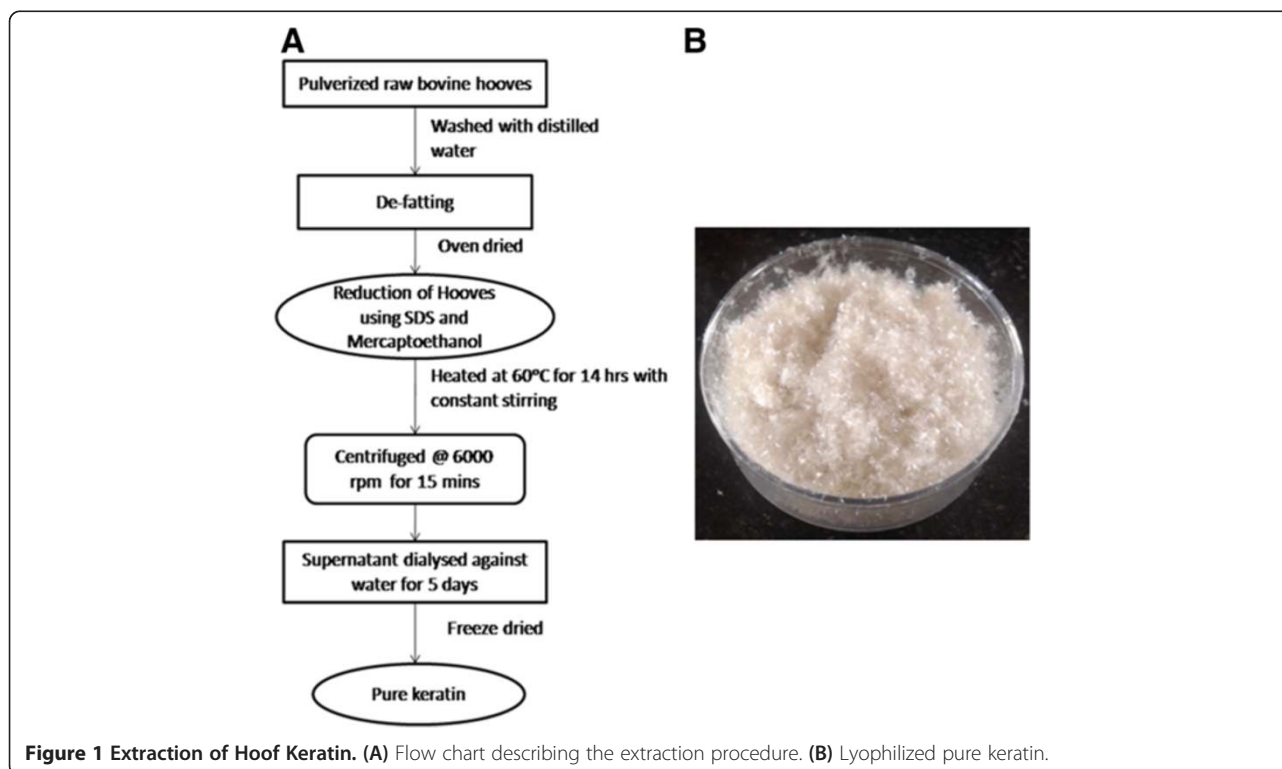 A
B
Pulverized raw bovine hooves
Washed with distilled
water
De-fatting
Oven dried
Reduction of Hooves
using SDS and
Mercaptoethanol
Heated at 60°C for 14 hrs with
constant stirring
Centrifuged @ 6000
rpm for 15 mins
Supernatant dialysed against
water for 5 days
Freeze dried
Pure keratin
Figure 1 Extraction of Hoof Keratin. (A) Flow chart describing the extraction procedure. (B) Lyophilized pure keratin.